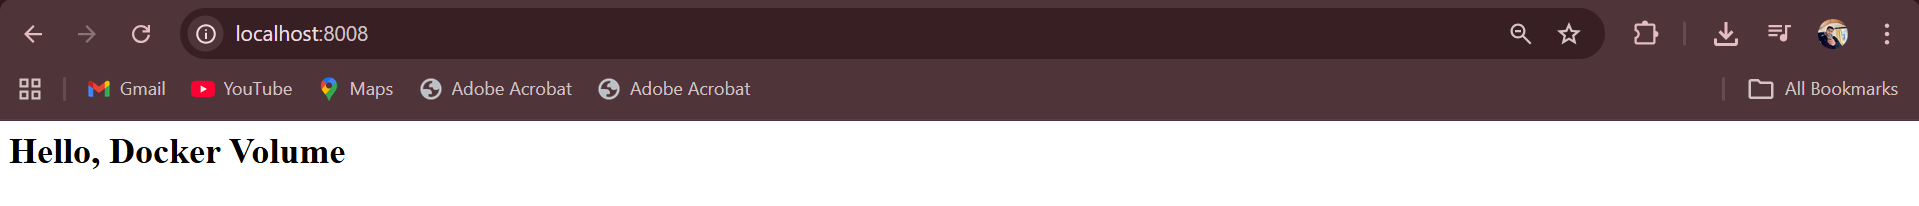 localhost:8008
Gmail YouTube Maps Adobe Acrobat Adobe Acrobat All Bookmarks
Hello, Docker Volume